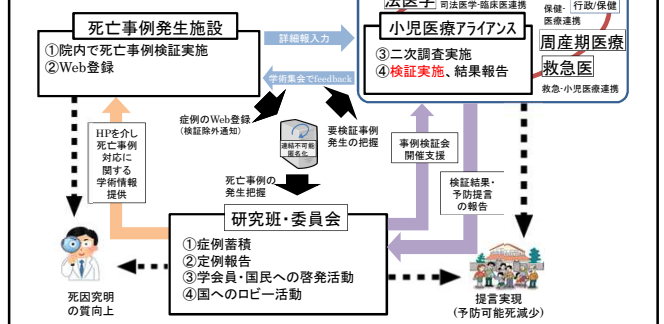 法医学 司法医学・臨床医連携
保健・ 行政/保健
医療連携
周産期医療
救急医
救急・小児医療連携
死亡事例発生施設
①院内で死亡事例検証実施
②Web登録
詳細報入力
学術集会でfeedback
小児医療アライアンス
③二次調査実施
④検証実施、結果報告
症例のWeb登録
(検証除外通知)
連結不可能
匿名化
要検証事例
発生の把握
HPを介し
死亡事例
対応に
関する
学術情報
提供
死亡事例の
発生把握
事例検証会
開催支援
検証結果・
予防提言
の報告
研究班・委員会
①症例蓄積
②定例報告
③学会員・国民への啓発活動
④国へのロビー活動
死因究明
の質向上
提言実現
(予防可能死減少)